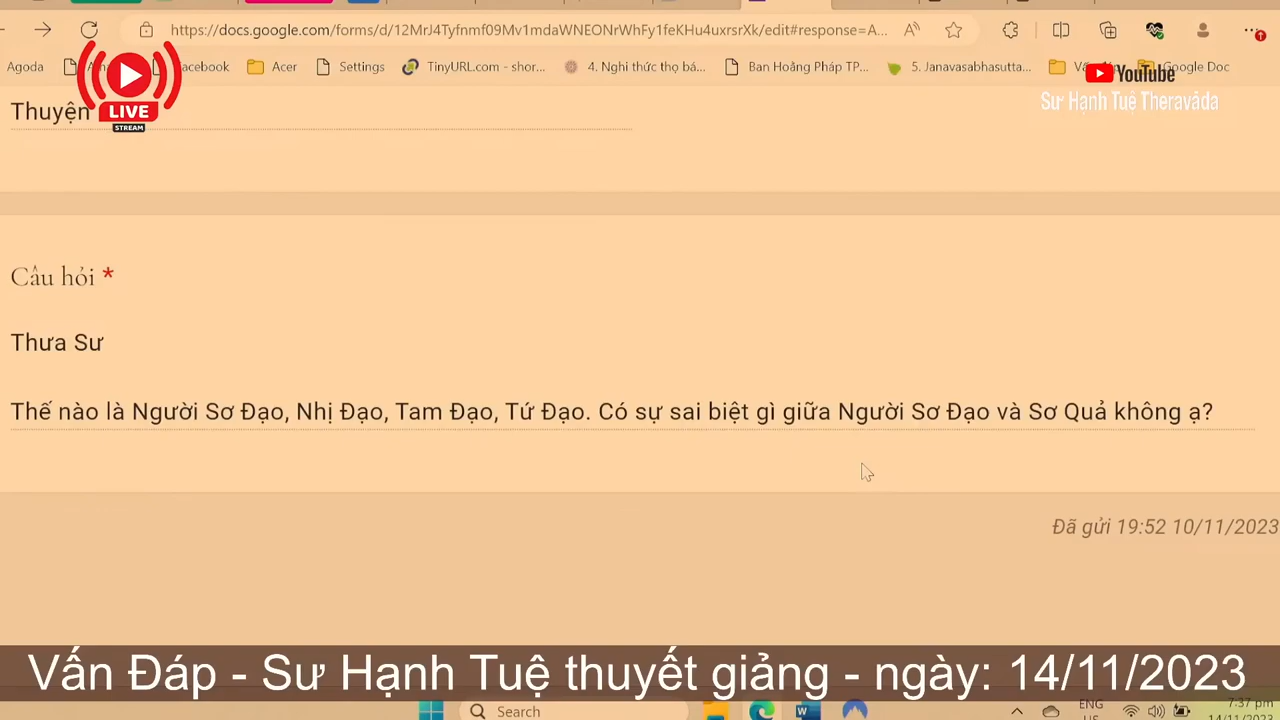 https://docs.google.com/forms/d/12MrJ4Tyfnmf09Mv1mdaWNEONrWhFy1feKHu4uxrsrXk/edit#response=A...
Agoda
Facebook
Acer
Settings
TinyURL.com - shor...
4. Nghi thức thọ bá...
Ban Hoằng Pháp TP...
5. Janavasabhasutta...
Google Doc
LIVE
STREAM
YouTube
Sư Hạnh Tuệ Theravāda
Thuyện
Câu hỏi *
Thưa Sư
Thế nào là Người Sơ Đạo, Nhị Đạo, Tam Đạo, Tứ Đạo. Có sự sai biệt gì giữa Người Sơ Đạo và Sơ Quả không ạ?
Đã gửi 19:52 10/11/2023
Vấn Đáp - Sư Hạnh Tuệ thuyết giảng - ngày: 14/11/2023
Search
ENG
7:37 pm